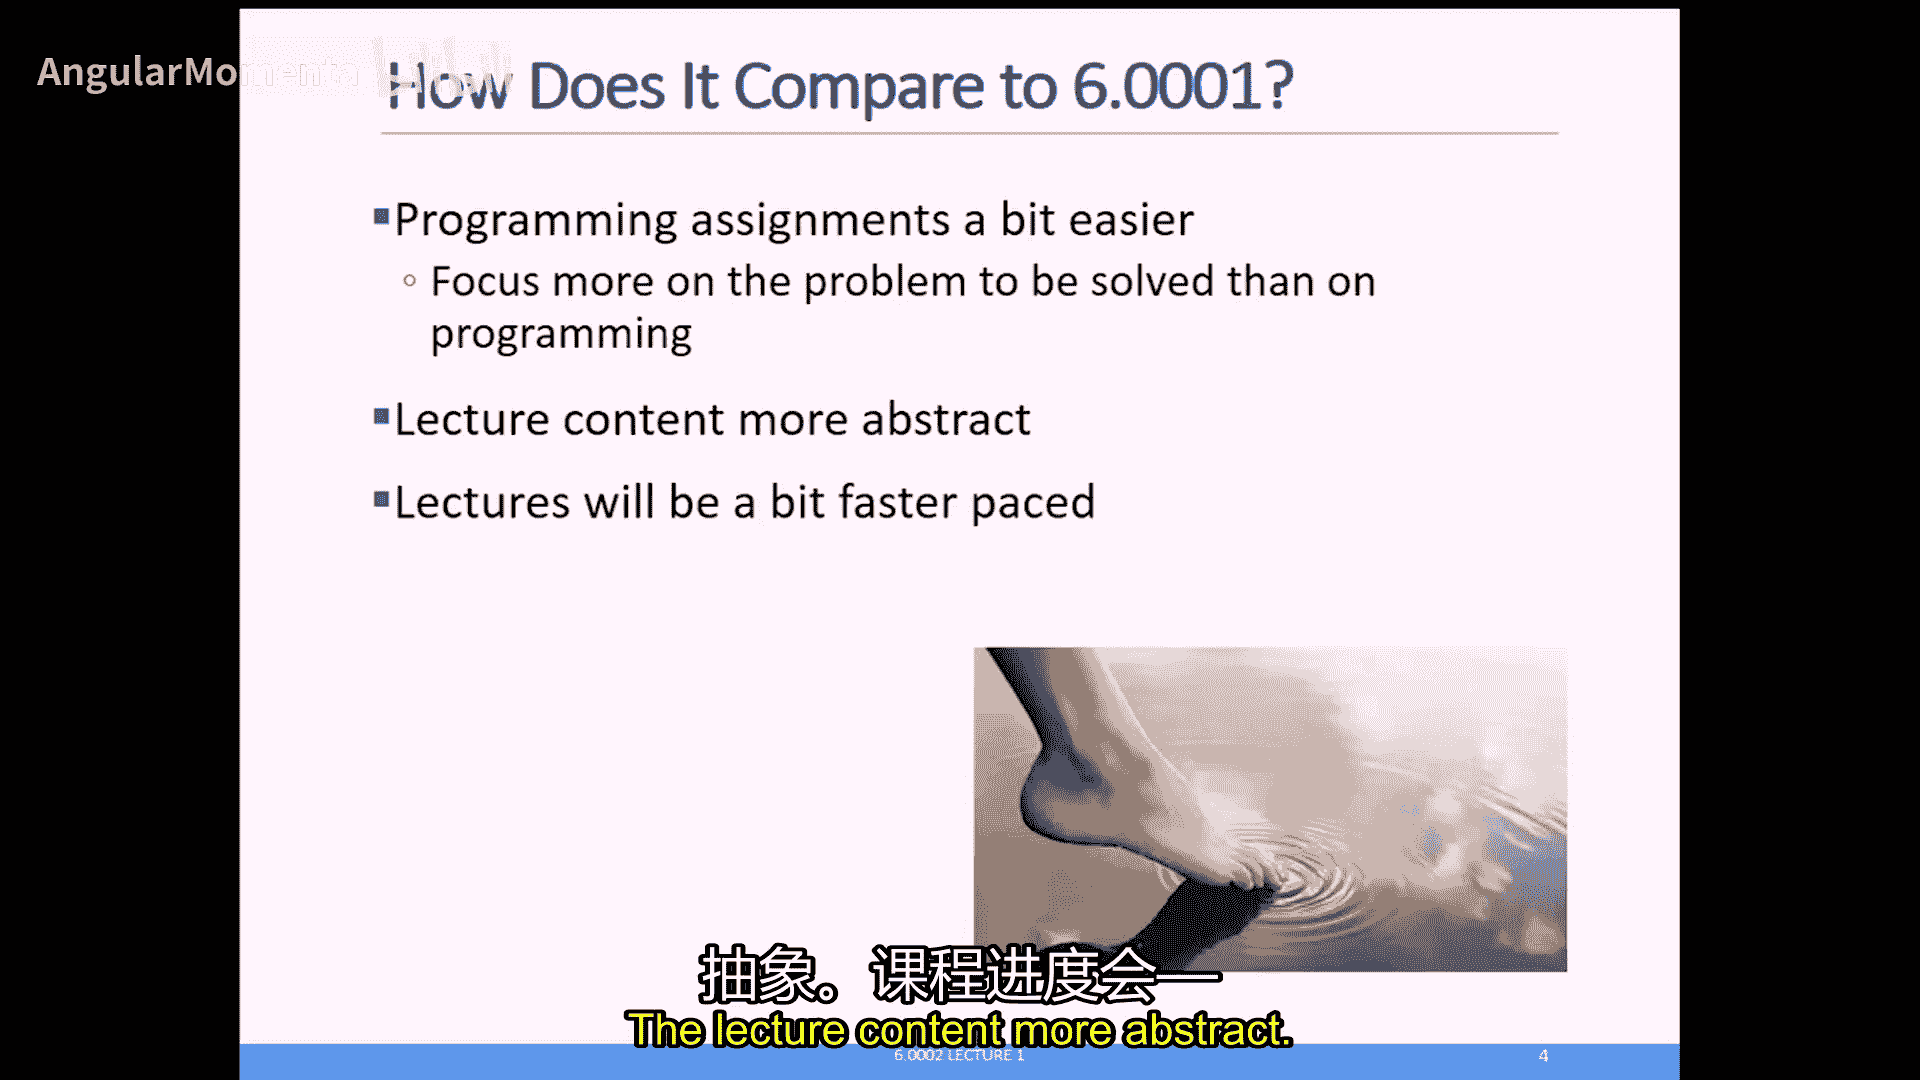 AngularMomenta
How Does It Compare to 6.0001?
▪Programming assignments a bit easier
◦ Focus more on the problem to be solved than on
programming
▪Lecture content more abstract
▪Lectures will be a bit faster paced
抽象。课程进度会一
The lecture content more abstract.
6.0002 LECTURE 1
4